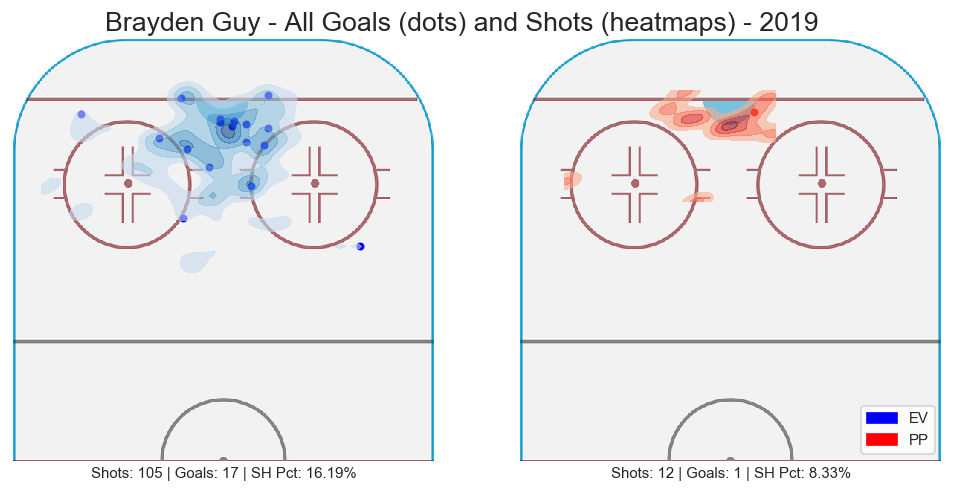 Brayden Guy - All Goals (dots) and Shots (heatmaps) - 2019
EV
PP
Shots: 105 | Goals: 17 | SH Pct: 16.19%
Shots: 12 | Goals: 1 | SH Pct: 8.33%